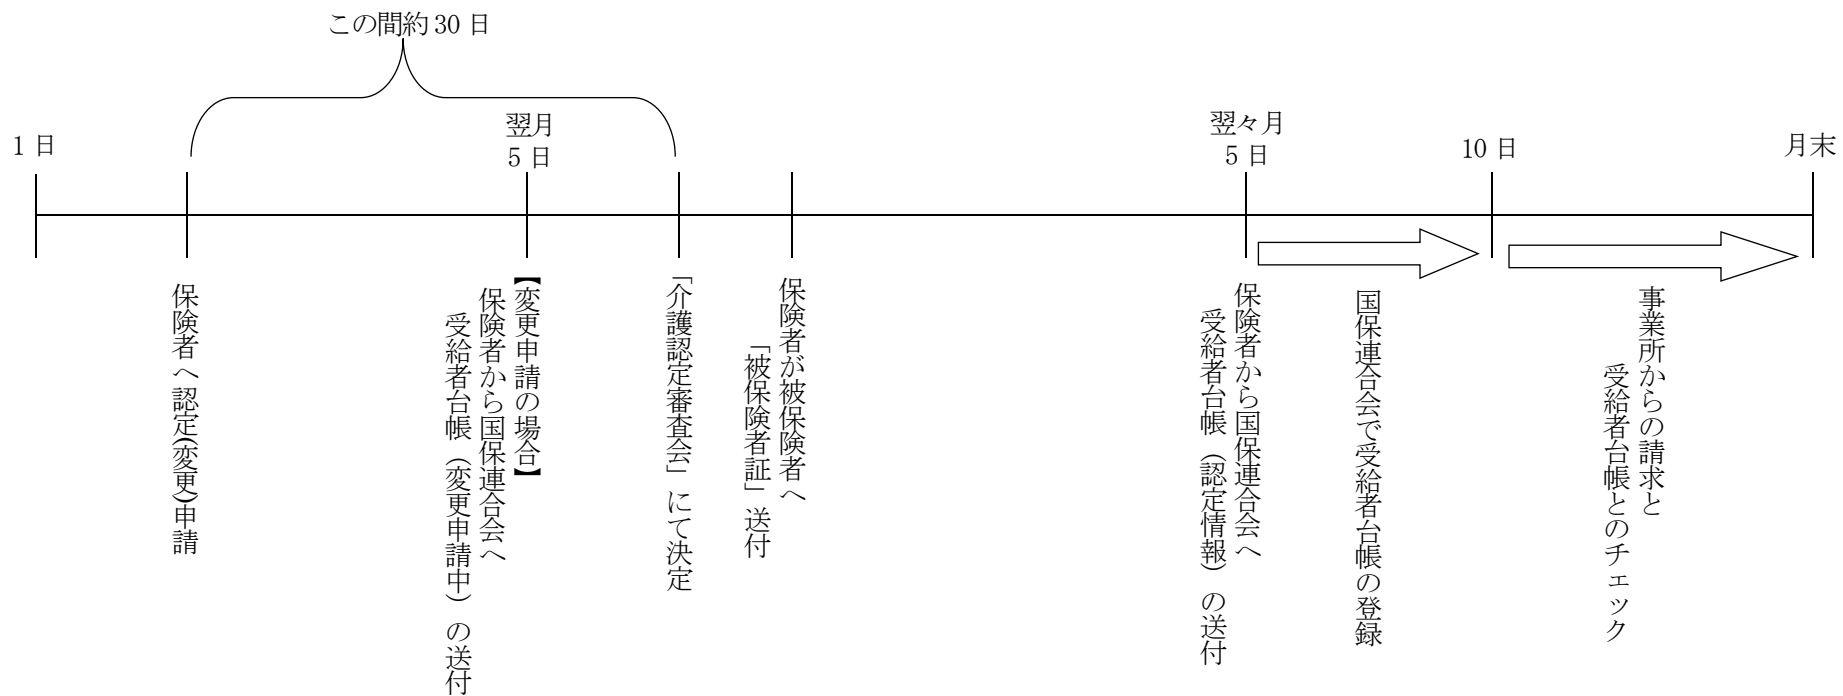 この間約30日
1日
翌月
5日
翌々月
5日
10日
月末
保険者へ認定(変更)申請
【変更申請の場合】
保険者から国保連合会へ
受給者台帳（変更申請中）の送付
「介護認定審査会」にて決定
保険者が被保険者へ
「被保険者証」送付
保険者から国保連合会へ
受給者台帳（認定情報）の送付
国保連合会で受給者台帳の登録
事業所からの請求と
受給者台帳とのチェック